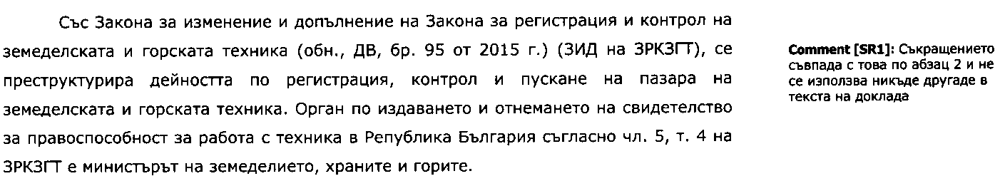 Със Закона за изменение и допълнение на Закона за регистрация и контрол на
земеделската и горската техника (обн., ДВ, бр. 95 от 2015 г.) (ЗИД на ЗРКЗГТ), се
преструктурира дейността по регистрация, контрол и пускане на пазара на
земеделската и горската техника. Орган по издаването и отнемането на свидетелство
за правоспособност за работа с техника в Република България съгласно чл. 5, т. 4 на
ЗРКЗГТ е министърът на земеделието, храните и горите.
Comment [SR1]: Съкращението
съвпада с това по абзац 2 и не
се използва никъде другаде в
текста на доклада